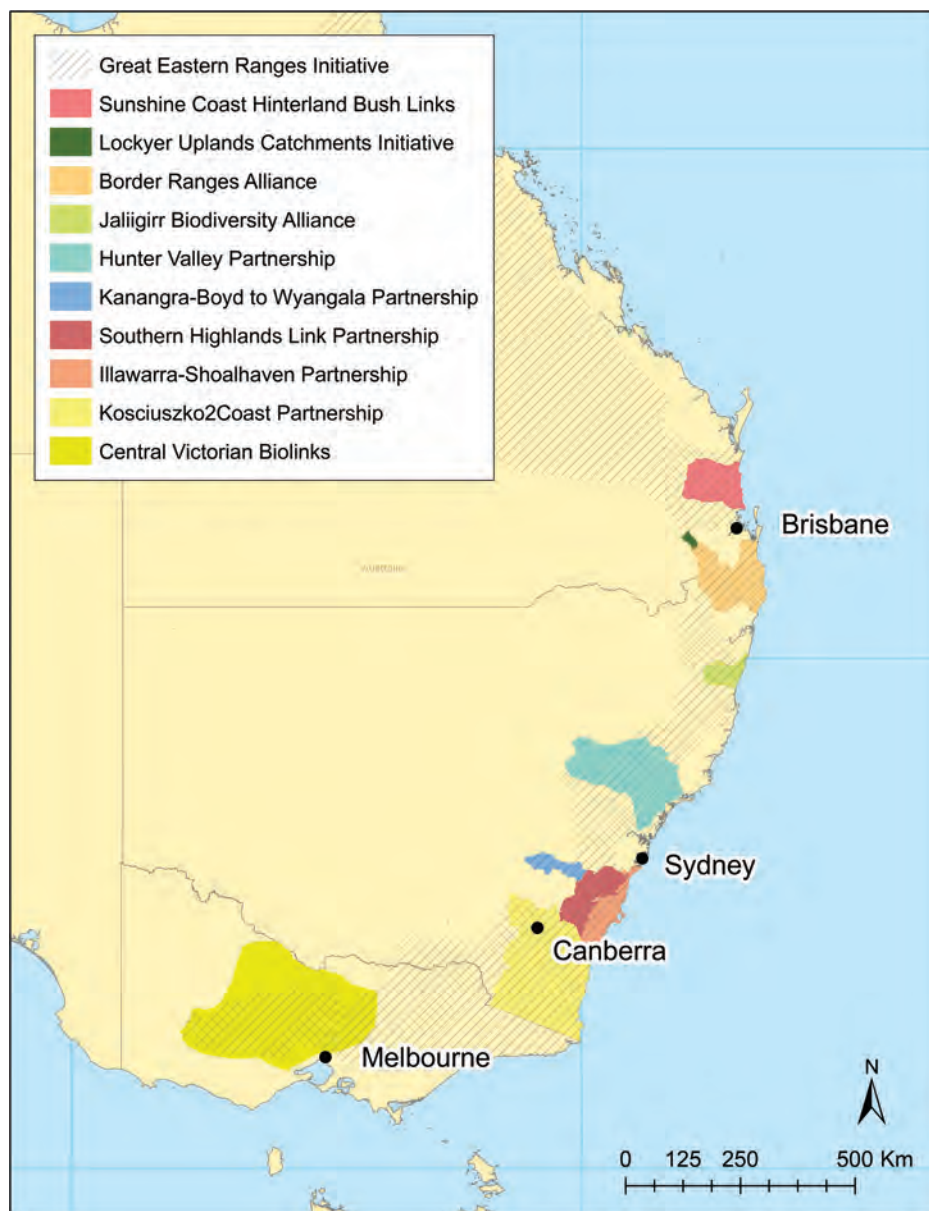 Great Eastern Ranges Initiative
Sunshine Coast Hinterland Bush Links
Lockyer Uplands Catchments Initiative
Border Ranges Alliance
Jaliigirr Biodiversity Alliance
Hunter Valley Partnership
Kanangra-Boyd to Wyangala Partnership
Southern Highlands Link Partnership
Illawarra-Shoalhaven Partnership
Kosciuszko2Coast Partnership
Central Victorian Biolinks
Brisbane
Sydney
Canberra
Melbourne
N
0 125 250 500 Km